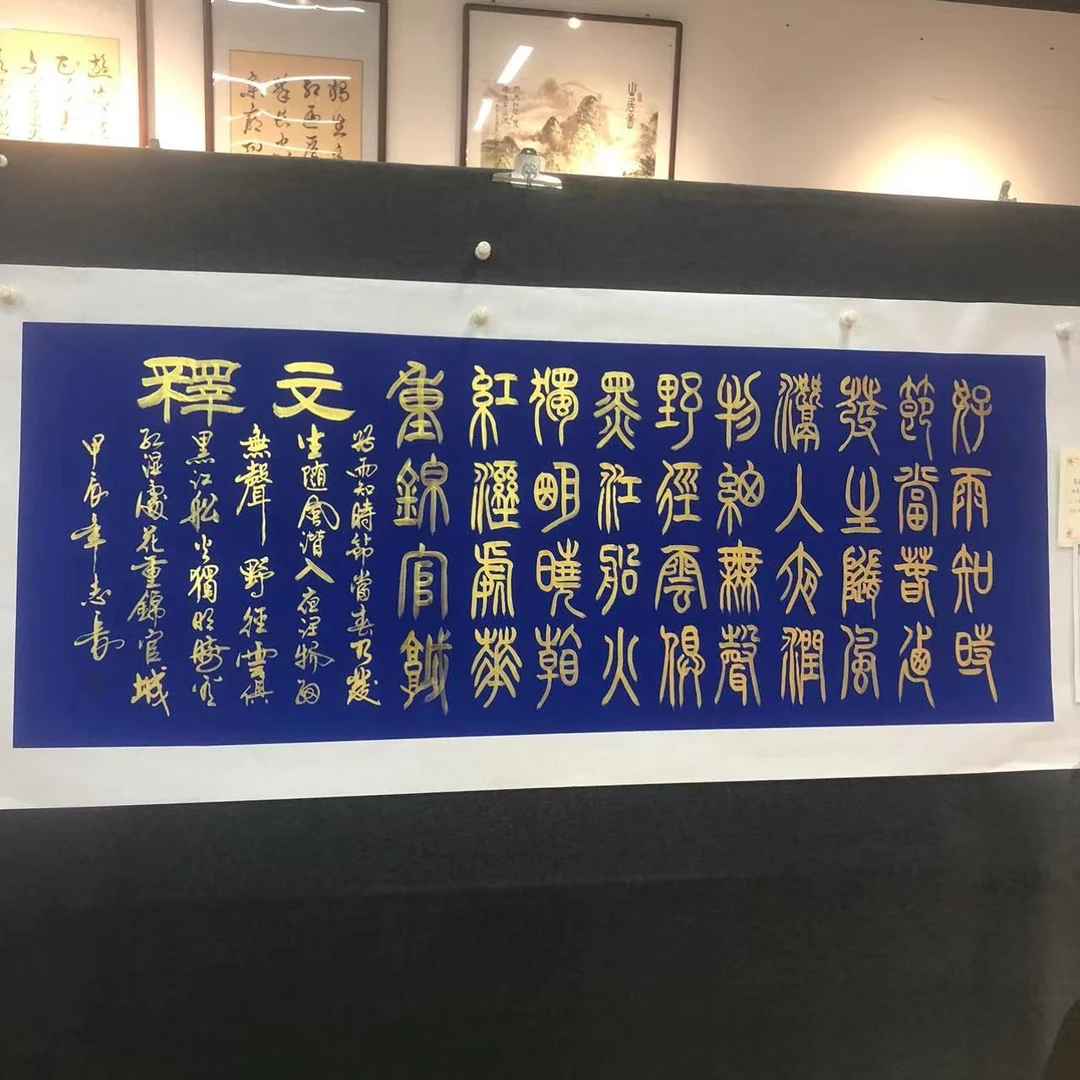 好雨知時
節當春迺
發生隨風
潛入夜潤
物細無聲
野徑雲俱
黑江船火
獨明曉看
紅溼處華
重錦官城
釋文
好雨知時節當春乃發
生随風潛入夜潤物細
無聲野徑雲俱
黑江船火獨明曉看
紅濕處花重錦官城
甲辰年志